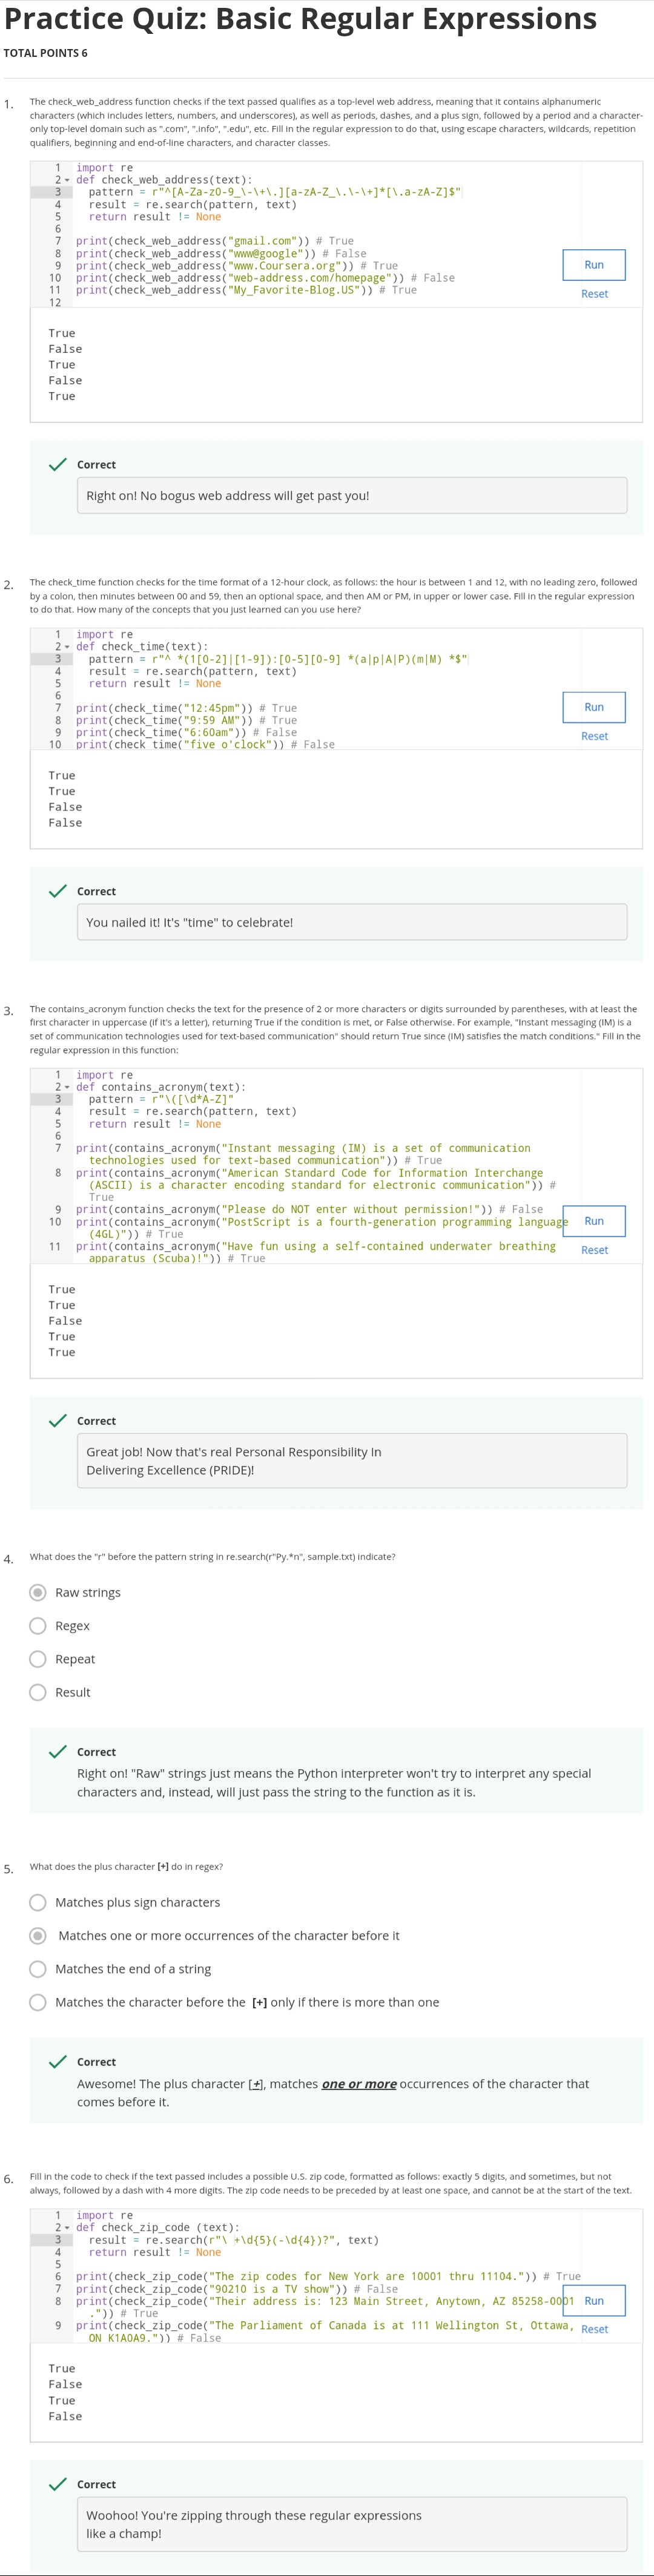 Practice Quiz: Basic Regular Expressions
TOTAL POINTS 6
1. The check_web_address function checks if the text passed qualifies as a top-level web address, meaning that it contains alphanumeric
characters (which includes letters, numbers, and underscores), as well as periods, dashes, and a plus sign, followed by a period and a character-
only top-level domain such as ".com", ".info", ".edu", etc. Fill in the regular expression to do that, using escape characters, wildcards, repetition
qualifiers, beginning and end-of-line characters, and character classes.
1 import re
2 def check_web_address(text):
3   pattern = r"^[A-Za-z0-9_\-\+\.][a-zA-Z_\.\-\+]*[\.a-zA-Z]$"
4   result = re.search(pattern, text)
5   return result != None
6
7 print(check_web_address("gmail.com")) # True
8 print(check_web_address("www@google")) # False
9 print(check_web_address("www.Coursera.org")) # True
10 print(check_web_address("web-address.com/homepage")) # False
11 print(check_web_address("My_Favorite-Blog.US")) # True
12
Run
Reset
True
False
True
False
True
Correct
Right on! No bogus web address will get past you!
2. The check_time function checks for the time format of a 12-hour clock, as follows: the hour is between 1 and 12, with no leading zero, followed
by a colon, then minutes between 00 and 59, then an optional space, and then AM or PM, in upper or lower case. Fill in the regular expression
to do that. How many of the concepts that you just learned can you use here?
1 import re
2 def check_time(text):
3   pattern = r"^ *(1[0-2]|[1-9]):[0-5][0-9] *(a|p|A|P)(m|M) *$"
4   result = re.search(pattern, text)
5   return result != None
6
7 print(check_time("12:45pm")) # True
8 print(check_time("9:59 AM")) # True
9 print(check_time("6:60am")) # False
10 print(check_time("five o'clock")) # False
Run
Reset
True
True
False
False
Correct
You nailed it! It's "time" to celebrate!
3. The contains_acronym function checks the text for the presence of 2 or more characters or digits surrounded by parentheses, with at least the
first character in uppercase (if it's a letter), returning True if the condition is met, or False otherwise. For example, "Instant messaging (IM) is a
set of communication technologies used for text-based communication" should return True since (IM) satisfies the match conditions." Fill in the
regular expression in this function:
1 import re
2 def contains_acronym(text):
3   pattern = r"\([\d*A-Z]"
4   result = re.search(pattern, text)
5   return result != None
6
7 print(contains_acronym("Instant messaging (IM) is a set of communication
technologies used for text-based communication")) # True
8 print(contains_acronym("American Standard Code for Information Interchange
(ASCII) is a character encoding standard for electronic communication")) #
True
9 print(contains_acronym("Please do NOT enter without permission!")) # False
10 print(contains_acronym("PostScript is a fourth-generation programming language
(4GL)")) # True
11 print(contains_acronym("Have fun using a self-contained underwater breathing
apparatus (Scuba)!")) # True
Run
Reset
True
True
False
True
True
Correct
Great job! Now that's real Personal Responsibility In
Delivering Excellence (PRIDE)!
4. What does the "r" before the pattern string in re.search(r"Py.*n", sample.txt) indicate?
Raw strings
Regex
Repeat
Result
Correct
Right on! "Raw" strings just means the Python interpreter won't try to interpret any special
characters and, instead, will just pass the string to the function as it is.
5. What does the plus character [+] do in regex?
Matches plus sign characters
Matches one or more occurrences of the character before it
Matches the end of a string
Matches the character before the [+] only if there is more than one
Correct
Awesome! The plus character [+], matches one or more occurrences of the character that
comes before it.
6. Fill in the code to check if the text passed includes a possible U.S. zip code, formatted as follows: exactly 5 digits, and sometimes, but not
always, followed by a dash with 4 more digits. The zip code needs to be preceded by at least one space, and cannot be at the start of the text.
1 import re
2 def check_zip_code (text):
3   result = re.search(r"\ +\d{5}(-\d{4})?", text)
4   return result != None
5
6 print(check_zip_code("The zip codes for New York are 10001 thru 11104.")) # True
7 print(check_zip_code("90210 is a TV show")) # False
8 print(check_zip_code("Their address is: 123 Main Street, Anytown, AZ 85258-0001
.")) # True
9 print(check_zip_code("The Parliament of Canada is at 111 Wellington St, Ottawa,
ON K1A0A9.")) # False
Run
Reset
True
False
True
False
Correct
Woohoo! You're zipping through these regular expressions
like a champ!